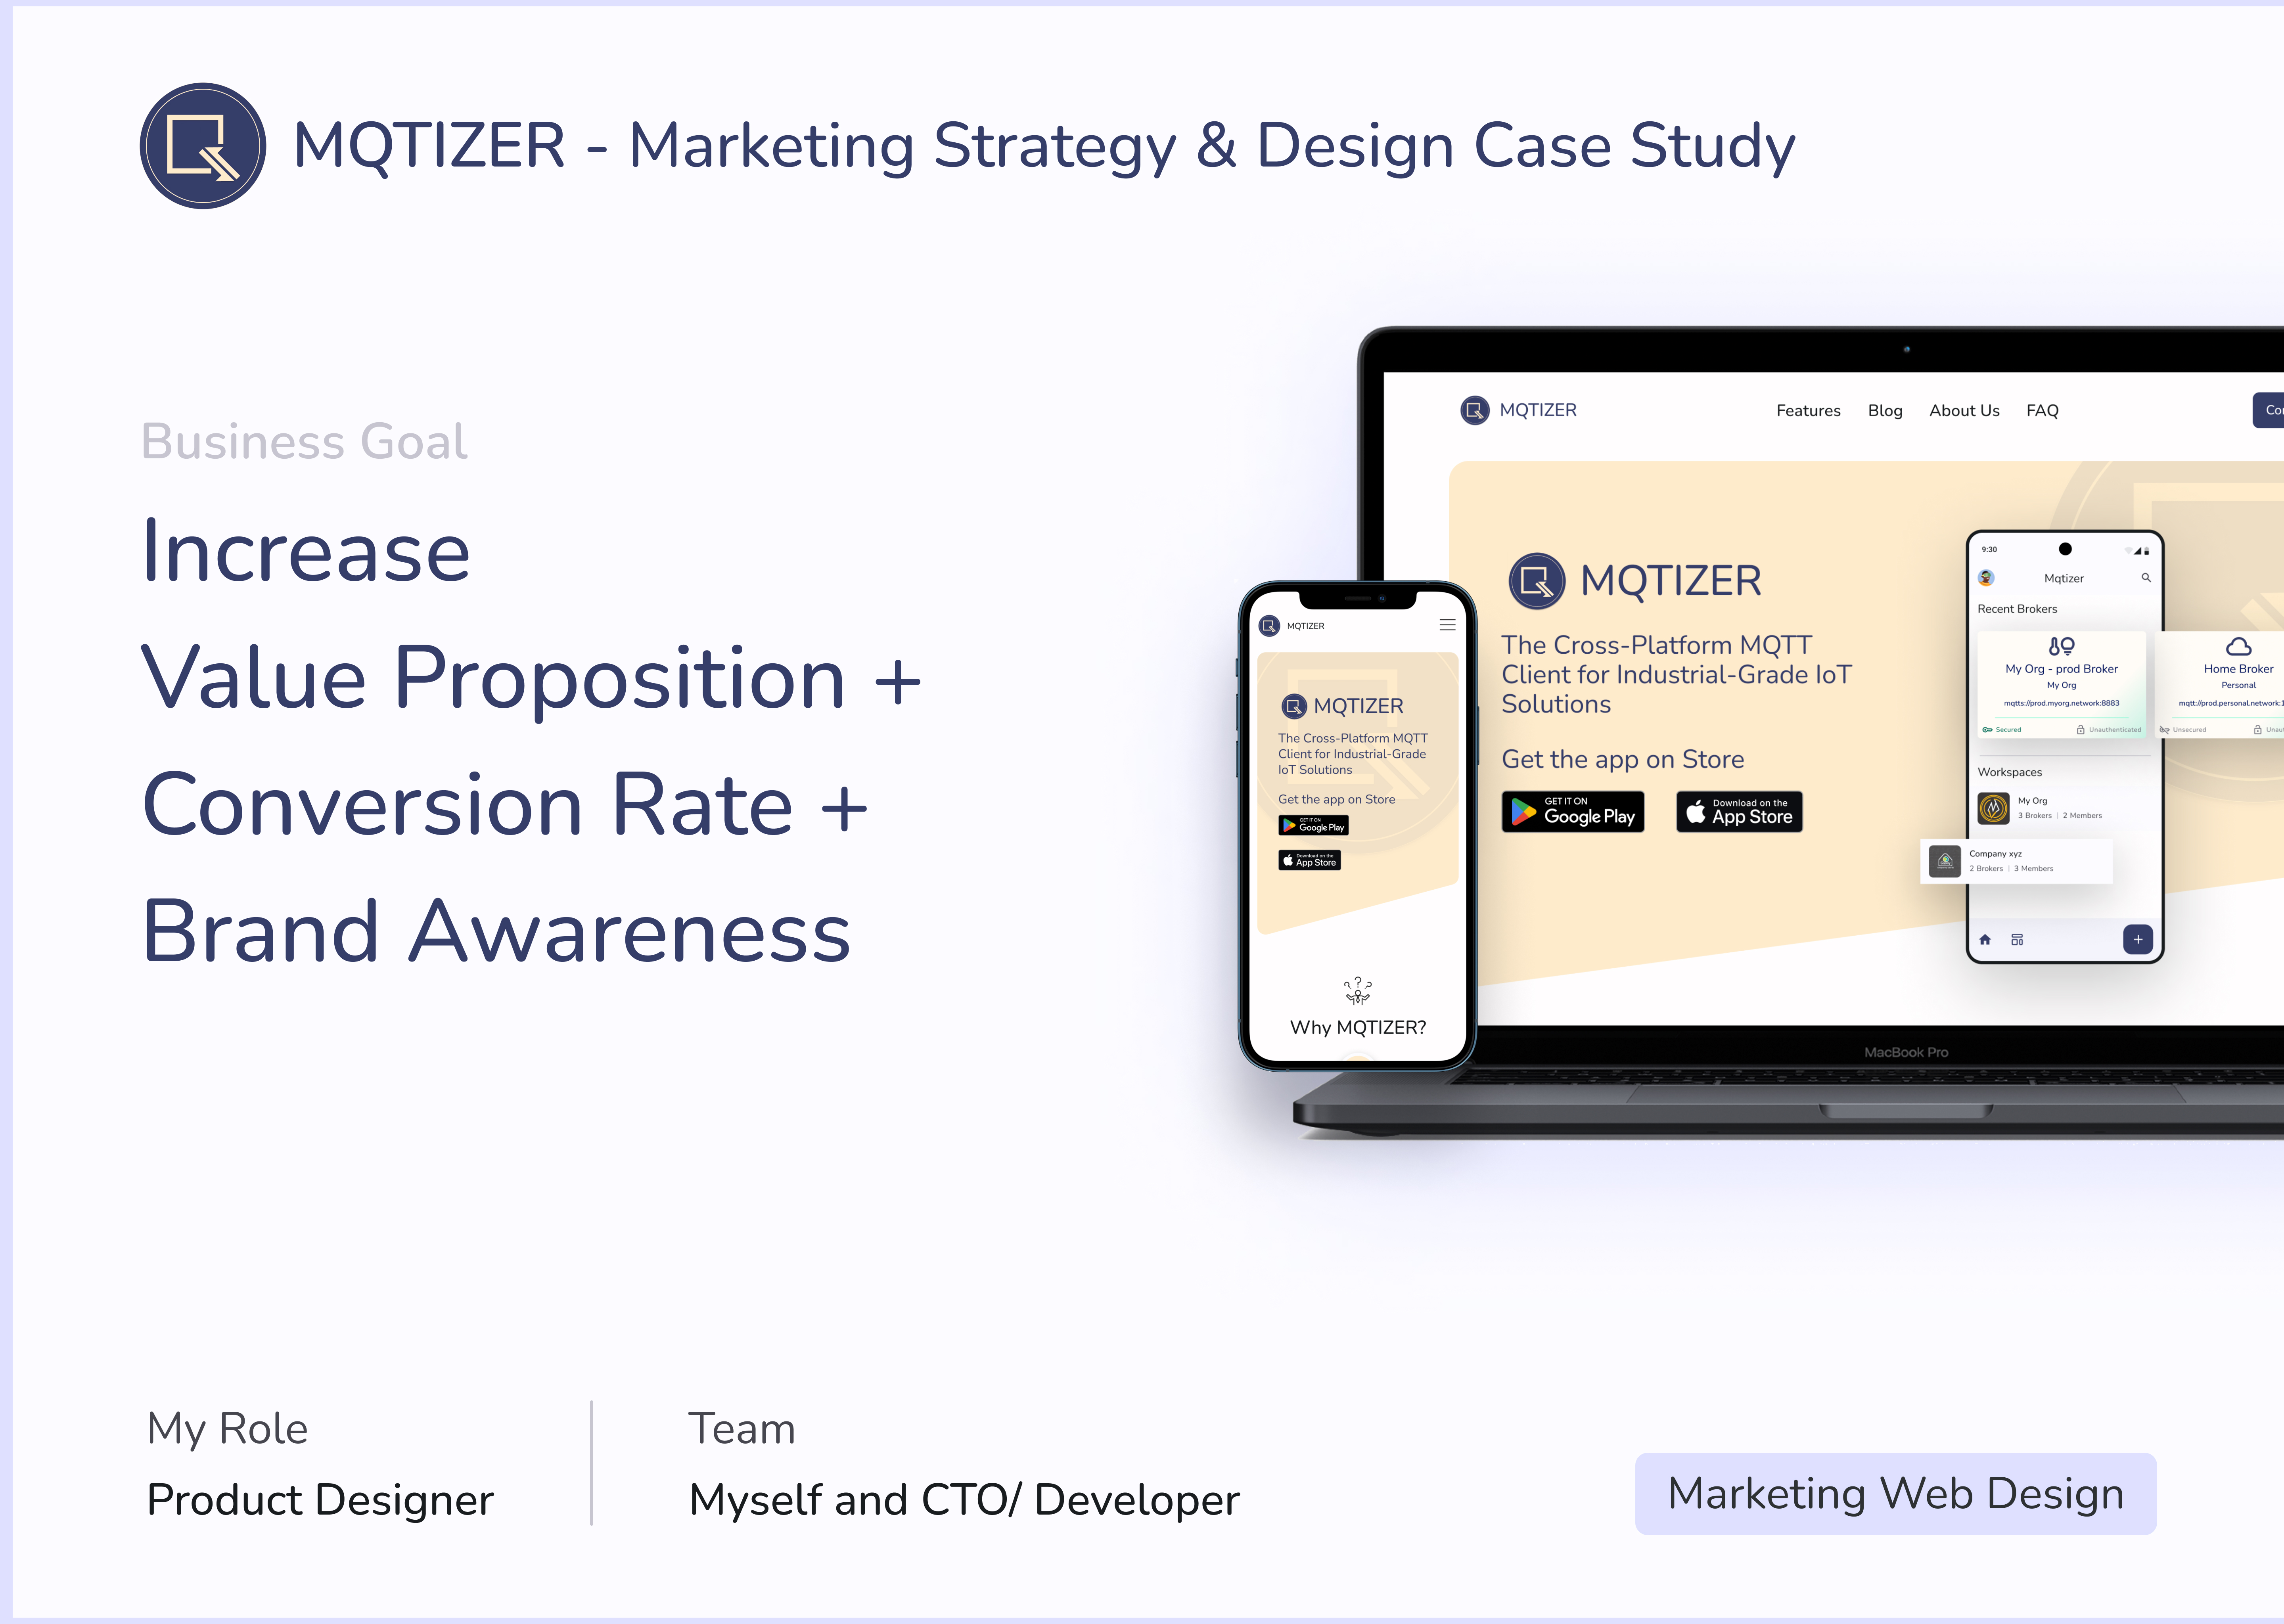 MQTIZER - Marketing Strategy & Design Case Study
Business Goal
Increase
Value Proposition +
Conversion Rate +
Brand Awareness
MQTIZER
Features Blog About Us FAQ
MQTIZER
The Cross-Platform MQTT
Client for Industrial-Grade IoT
Solutions
Get the app on Store
GET IT ON
Google Play
Download on the
App Store
9:30
Mqtizer
Recent Brokers
My Org - prod Broker
My Org
mqtts://prod.myorg.network:8883
Secured Unauthenticated
Home Broker
Personal
mqtt://prod.personal.network:1
Unsecured
Workspaces
My Org
3 Brokers | 2 Members
Company xyz
2 Brokers | 3 Members
MacBook Pro
MQTIZER
MQTIZER
The Cross-Platform MQTT
Client for Industrial-Grade
IoT Solutions
Get the app on Store
GET IT ON
Google Play
Download on the
App Store
Why MQTIZER?
My Role
Product Designer
Team
Myself and CTO/ Developer
Marketing Web Design